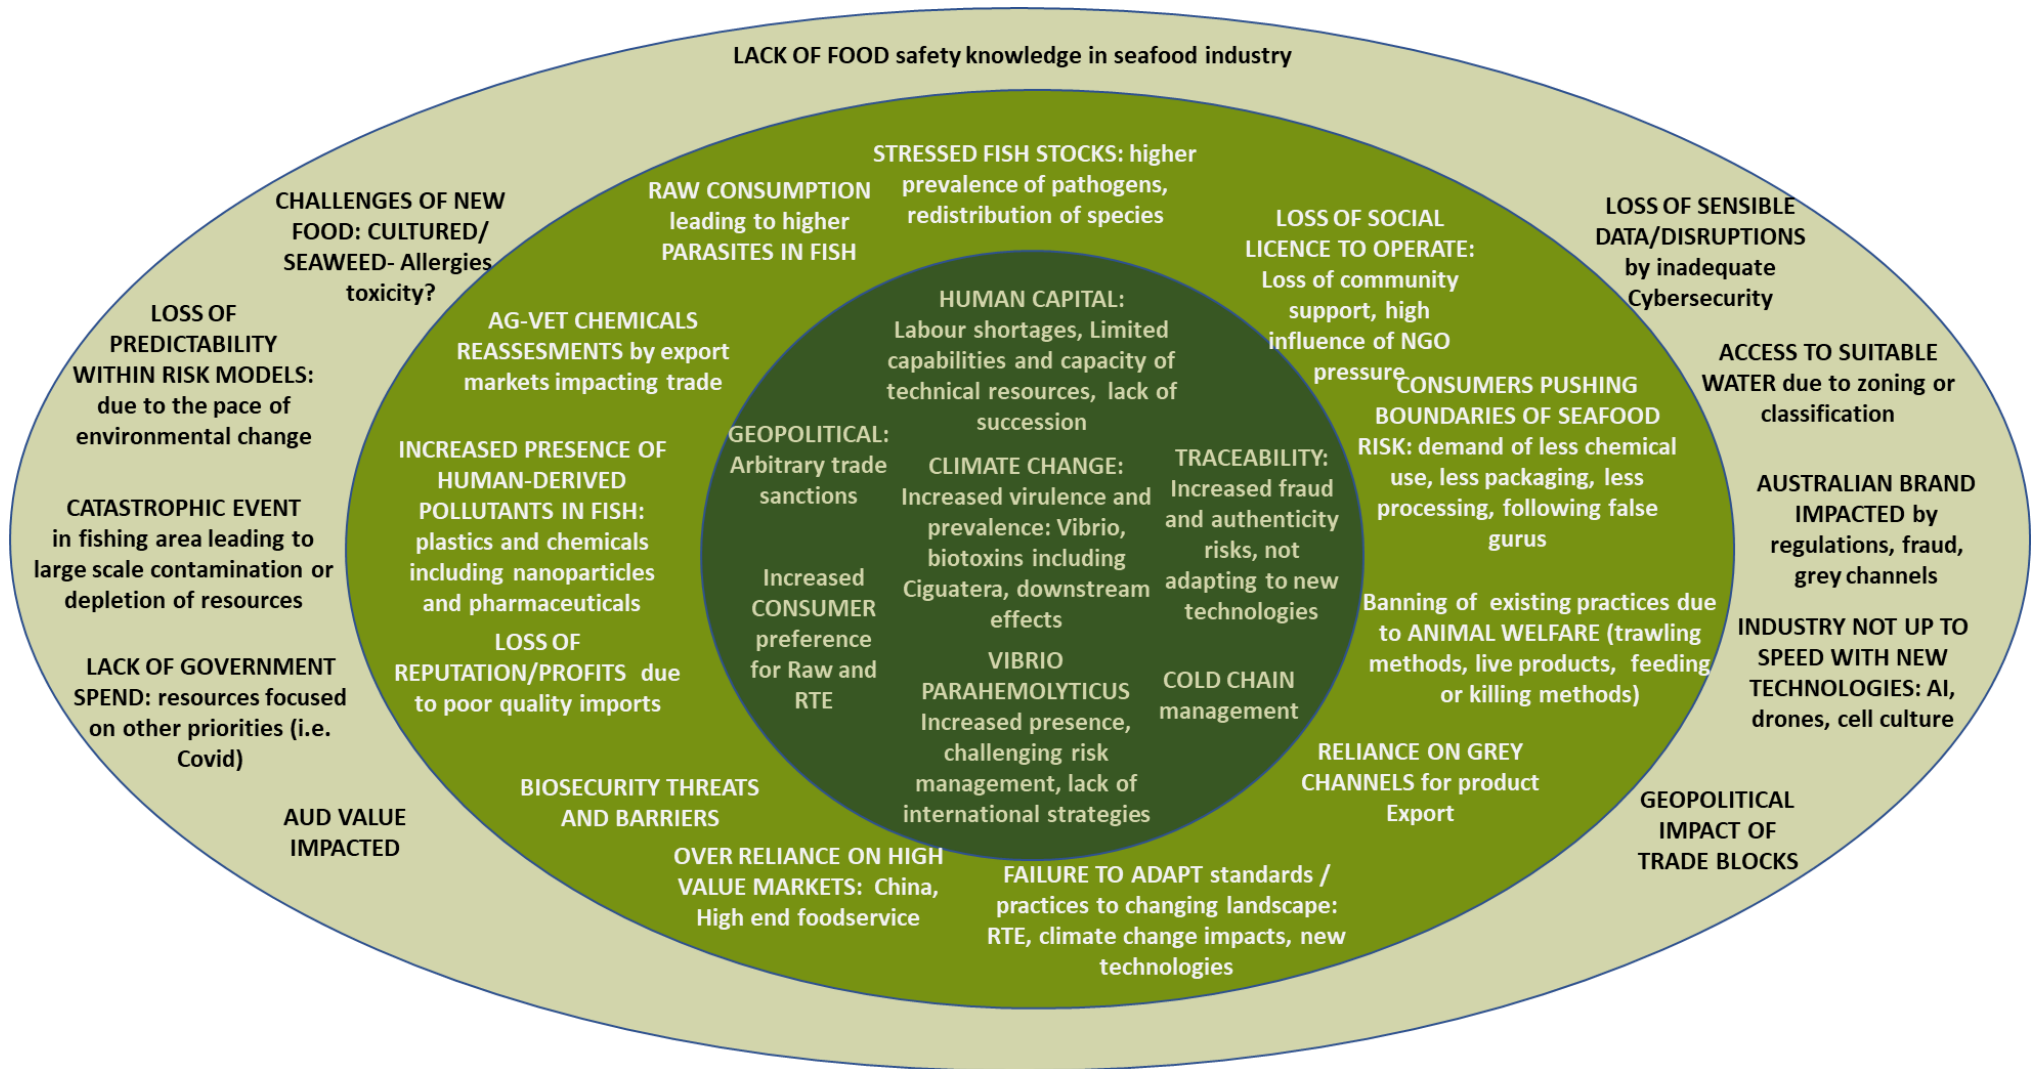 LACK OF FOOD safety knowledge in seafood industry
CHALLENGES OF NEW
FOOD: CULTURED/
SEAWEED- Allergies
toxicity?
LOSS OF
PREDICTABILITY
WITHIN RISK MODELS:
due to the pace of
environmental change
CATASTROPHIC EVENT
in fishing area leading to
large scale contamination or
depletion of resources
LACK OF GOVERNMENT
SPEND: resources focused
on other priorities (i.e.
Covid)
AUD VALUE
IMPACTED
LOSS OF SENSIBLE
DATA/DISRUPTIONS
by inadequate
Cybersecurity
ACCESS TO SUITABLE
WATER due to zoning or
classification
AUSTRALIAN BRAND
IMPACTED by
regulations, fraud,
grey channels
INDUSTRY NOT UP TO
SPEED WITH NEW
TECHNOLOGIES: AI,
drones, cell culture
GEOPOLITICAL
IMPACT OF
TRADE BLOCKS
STRESSED FISH STOCKS: higher
prevalence of pathogens,
redistribution of species
RAW CONSUMPTION
leading to higher
PARASITES IN FISH
AG-VET CHEMICALS
REASSESMENTS by export
markets impacting trade
INCREASED PRESENCE OF
HUMAN-DERIVED
POLLUTANTS IN FISH:
plastics and chemicals
including nanoparticles
and pharmaceuticals
LOSS OF
REPUTATION/PROFITS due
to poor quality imports
BIOSECURITY THREATS
AND BARRIERS
OVER RELIANCE ON HIGH
VALUE MARKETS: China,
High end foodservice
FAILURE TO ADAPT standards /
practices to changing landscape:
RTE, climate change impacts, new
technologies
LOSS OF SOCIAL
LICENCE TO OPERATE:
Loss of community
support, high
influence of NGO
pressure
CONSUMERS PUSHING
BOUNDARIES OF SEAFOOD
RISK: demand of less chemical
use, less packaging, less
processing, following false
gurus
Banning of existing practices due
to ANIMAL WELFARE (trawling
methods, live products, feeding
or killing methods)
RELIANCE ON GREY
CHANNELS for product
Export
HUMAN CAPITAL:
Labour shortages, Limited
capabilities and capacity of
technical resources, lack of
succession
GEOPOLITICAL:
Arbitrary trade
sanctions
CLIMATE CHANGE:
Increased virulence and
prevalence: Vibrio,
biotoxins including
Ciguatera, downstream
effects
TRACEABILITY:
Increased fraud
and authenticity
risks, not
adapting to new
technologies
Increased
CONSUMER
preference
for Raw and
RTE
VIBRIO
PARAHEMOLYTICUS
Increased presence,
challenging risk
management, lack of
international strategies
COLD CHAIN
management